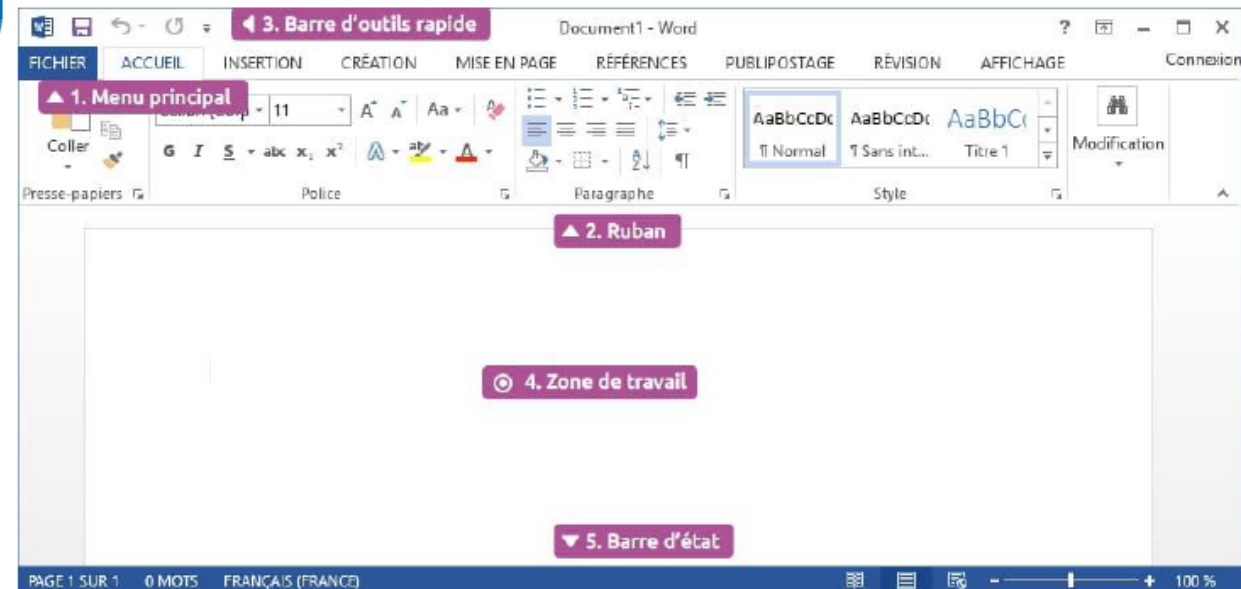 3. Barre d'outils rapide Document1 - Word ?
FICHIER ACCUEIL INSERTION CRÉATION MISE EN PAGE RÉFÉRENCES PUBLIPOSTAGE RÉVISION AFFICHAGE Connexion
1. Menu principal 11 Aa AaBbCcDc AaBbCcDc AaBbC
Coller G I S abc x₂ x² A ¶ Normal ¶ Sans int... Titre 1 Modification
Presse-papiers Police Paragraphe Style
2. Ruban
4. Zone de travail
5. Barre d'état
PAGE 1 SUR 1 0 MOTS FRANÇAIS (FRANCE) 100 %